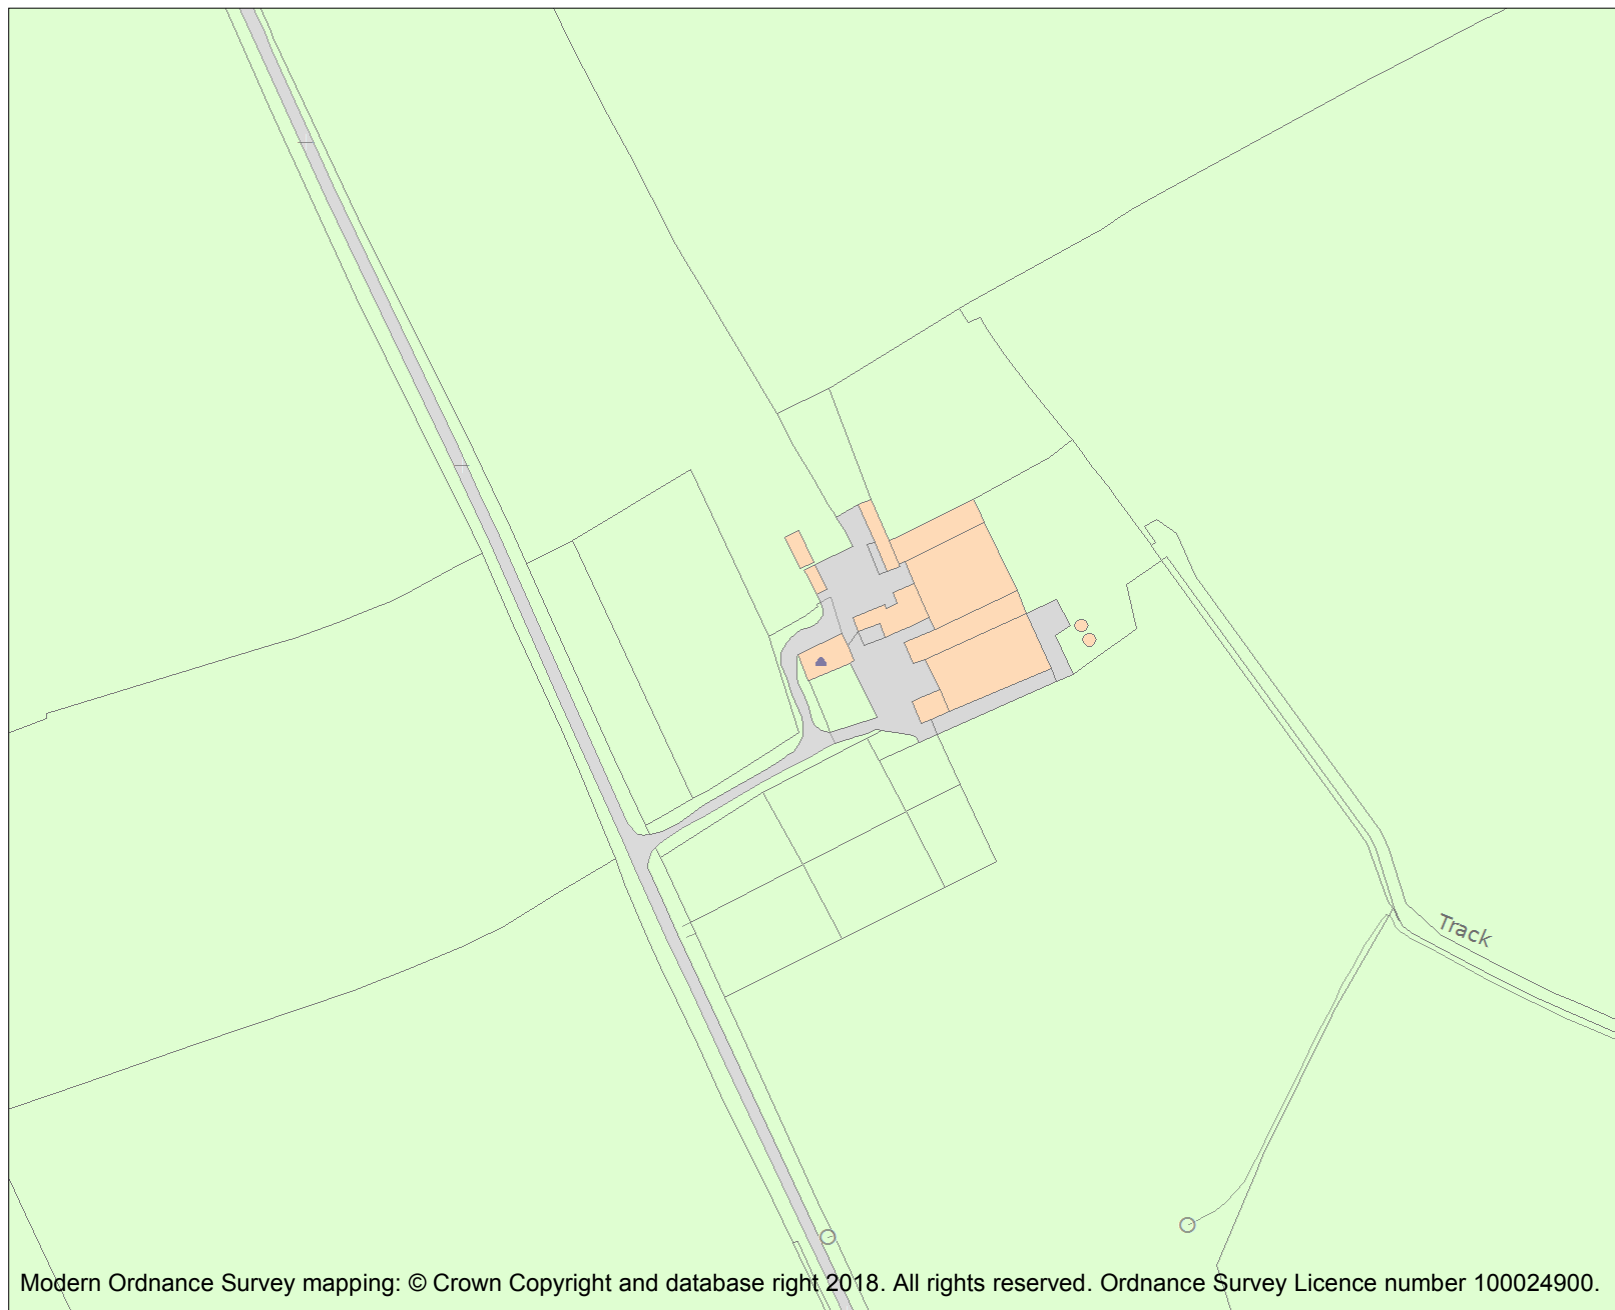 Track
Modern Ordnance Survey mapping: © Crown Copyright and database right 2018. All rights reserved. Ordnance Survey Licence number 100024900.